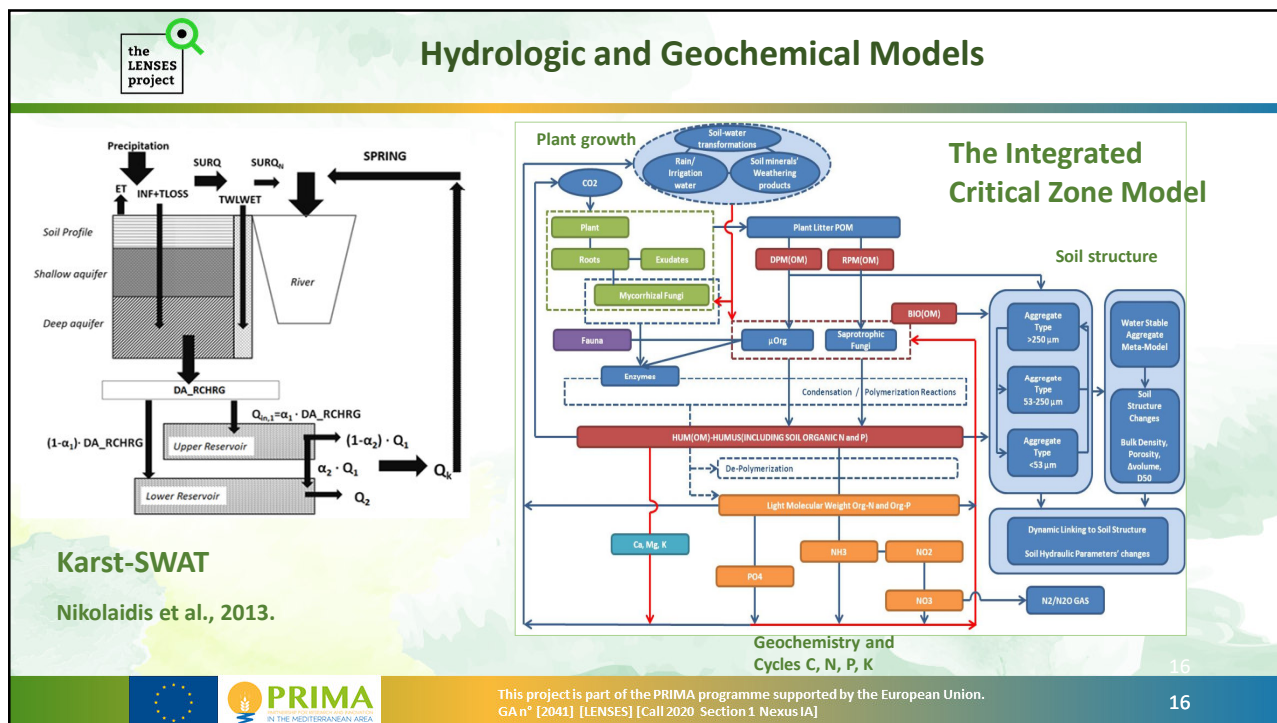 the
LENSES
project
Hydrologic and Geochemical Models
Precipitation
SURQ
SURQN
SPRING
ET
INF+TLOSS
TWLWET
Soil Profile
Shallow aquifer
Deep aquifer
River
DA_RCHRG
Qin,1=α1 · DA_RCHRG
(1-α1)· DA_RCHRG
Upper Reservoir
(1-α2) · Q1
α2 · Q1
Qk
Lower Reservoir
Q2
Karst-SWAT
Nikolaidis et al., 2013.
Plant growth
Soil-water
transformations
Rain/
Irrigation
water
Soil minerals'
Weathering
products
The Integrated
Critical Zone Model
CO2
Plant
Plant Litter POM
Roots
Exudates
DPM(OM)
RPM(OM)
Soil structure
Mycorrhizal Fungi
BIO(OM)
Fauna
μOrg
Saprotrophic
Fungi
Enzymes
Condensation / Polymerization Reactions
HUM(OM)-HUMUS(INCLUDING SOIL ORGANIC N and P)
De-Polymerization
Light Molecular Weight Org-N and Org-P
Ca, Mg, K
PO4
NH3
NO2
NO3
N2/N2O GAS
Aggregate
Type
>250 μm
Aggregate
Type
53-250 μm
Aggregate
Type
<53 μm
Water Stable
Aggregate
Meta-Model
Soil
Structure
Changes
Bulk Density,
Porosity,
Δvolume,
D50
Dynamic Linking to Soil Structure
Soil Hydraulic Parameters' changes
Geochemistry and
Cycles C, N, P, K
16
PRIMA
PARTNERSHIP FOR RESEARCH AND INNOVATION
IN THE MEDITERRANEAN AREA
This project is part of the PRIMA programme supported by the European Union.
GA n° [2041] [LENSES] [Call 2020 Section 1 Nexus IA]
16